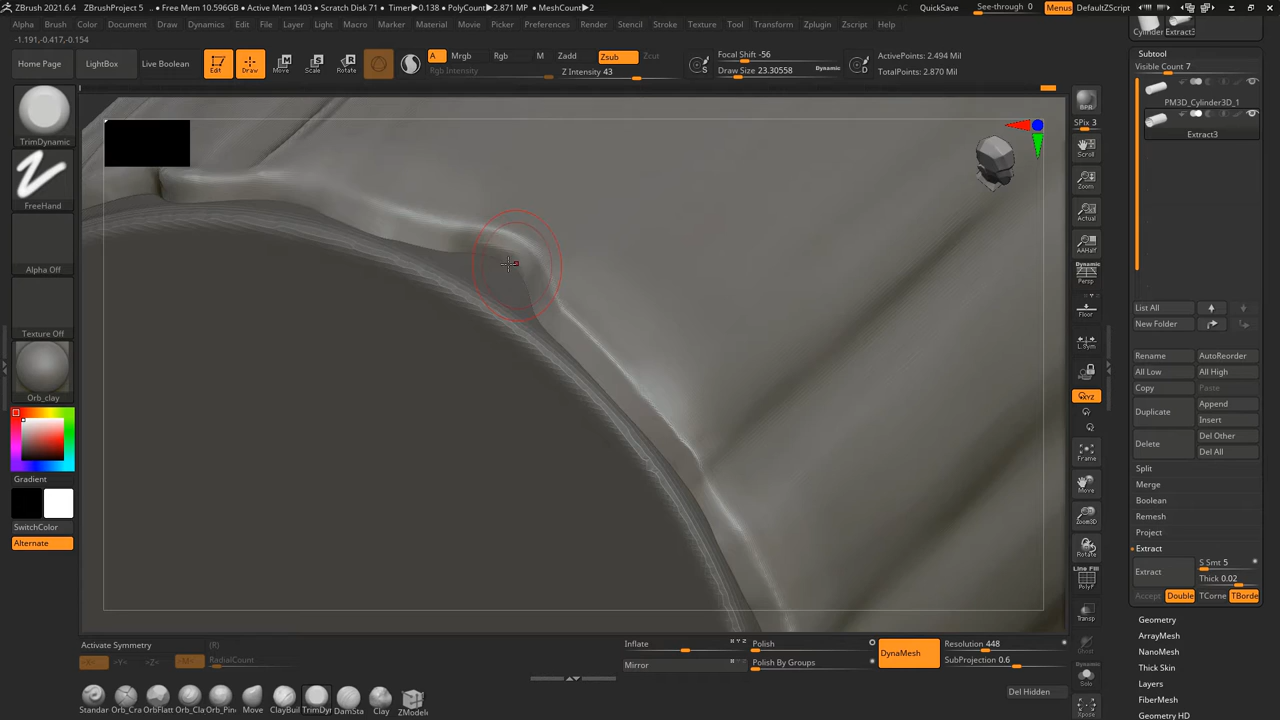 ZBrush 2021.6.4 ZBrushProject 5 .. • Free Mem 10.596GB • Active Mem 1403 • Scratch Disk 71 • Timer▶0.138 • PolyCount▶2.871 MP • MeshCount▶2 AC QuickSave See-through 0 Menus DefaultZScript
Alpha Brush Color Document Draw Dynamics Edit File Layer Light Macro Marker Material Movie Picker Preferences Render Stencil Stroke Texture Tool Transform Zplugin Zscript Help
-1.191,-0.417,-0.154
Home Page LightBox Live Boolean Edit Draw Move Scale Rotate
A Mrgb Rgb M Zadd Zsub Zcut
Rgb Intensity Z Intensity 43
Focal Shift -56
Draw Size 23.30558 Dynamic
S D
ActivePoints: 2.494 Mil
TotalPoints: 2.870 Mil
TrimDynamic
FreeHand
Alpha Off
Texture Off
Orb_clay
Gradient
SwitchColor
Alternate
BPR
SPix 3
Scroll
Zoom
Actual
AAHalf
Dynamic
Persp
Floor
L.Sym
XYZ
Frame
Move
Zoom3D
Rotate
Line Fill
PolyF
Transp
Ghost
Dynamic
Solo
Xpose
Cylinder Extract3
Subtool
Visible Count 7
PM3D_Cylinder3D_1
Extract3
List All
New Folder
Rename AutoReorder
All Low All High
Copy Paste
Duplicate Append
Insert
Delete Del Other
Del All
Split
Merge
Boolean
Remesh
Project
Extract
Extract S Smt 5
Thick 0.02
Accept Double TCorne TBorde
Geometry
ArrayMesh
NanoMesh
Thick Skin
Layers
FiberMesh
Geometry HD
Activate Symmetry (R)
>X< >Y< >Z< >M< RadialCount
Inflate Polish
Mirror Polish By Groups
DynaMesh
Resolution 448
SubProjection 0.6
Del Hidden
Standar Orb_Cra OrbFlatt Orb_Cla Orb_Pin Move ClayBuil TrimDyn DamSta Clay ZModele